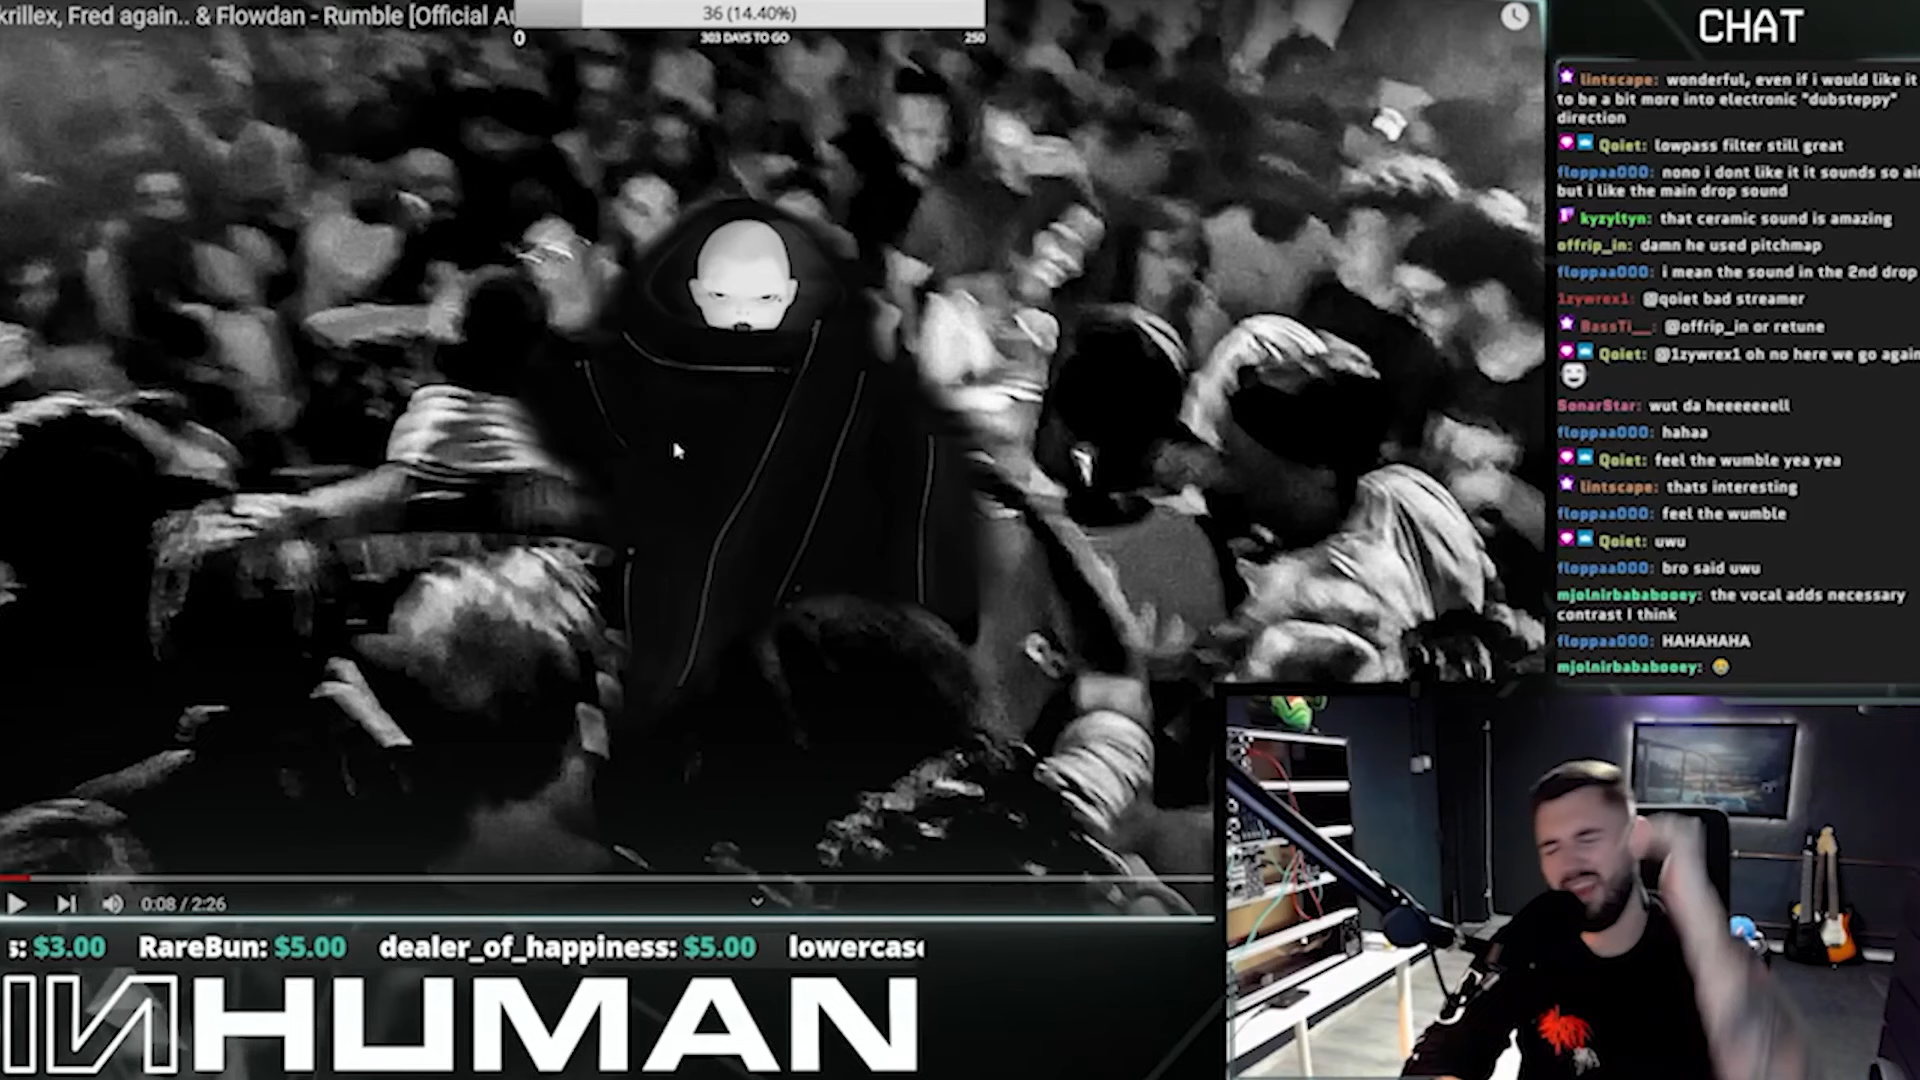 krillex, Fred again.. & Flowdan - Rumble [Official Au
36 (14.40%)
0
303 DAYS TO GO
250
CHAT
lintscape: wonderful, even if i would like it
to be a bit more into electronic "dubsteppy"
direction
Qoiet: lowpass filter still great
floppaa000: nono i dont like it it sounds so air
but i like the main drop sound
kyzyltyn: that ceramic sound is amazing
offrip_in: damn he used pitchmap
floppaa000: i mean the sound in the 2nd drop
1zywrex1: @qoiet bad streamer
BassTi__: @offrip_in or retune
Qoiet: @1zywrex1 oh no here we go again
SonarStar: wut da heeeeeeell
floppaa000: hahaa
Qoiet: feel the wumble yea yea
lintscape: thats interesting
floppaa000: feel the wumble
Qoiet: uwu
floppaa000: bro said uwu
mjolnirbababooey: the vocal adds necessary
contrast I think
floppaa000: HAHAHAHA
mjolnirbababooey: 😂
0:08 / 2:26
s: $3.00 RareBun: $5.00 dealer_of_happiness: $5.00 lowercase
INHUMAN